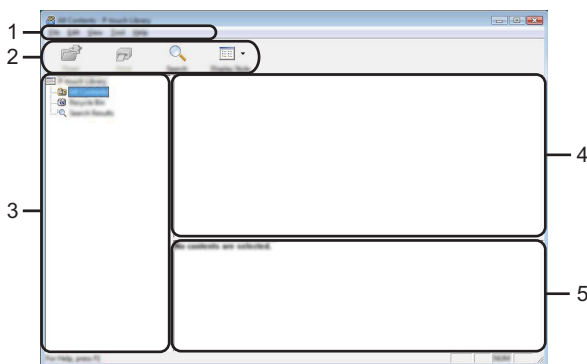 All Contents - P-touch Library
1
File Edit View Tool Help
2
Open Print Search Display Style
P-touch Library
All Contents
Recycle Bin
Search Results
3
4
No contents are selected.
5
For Help, press F1
NUM